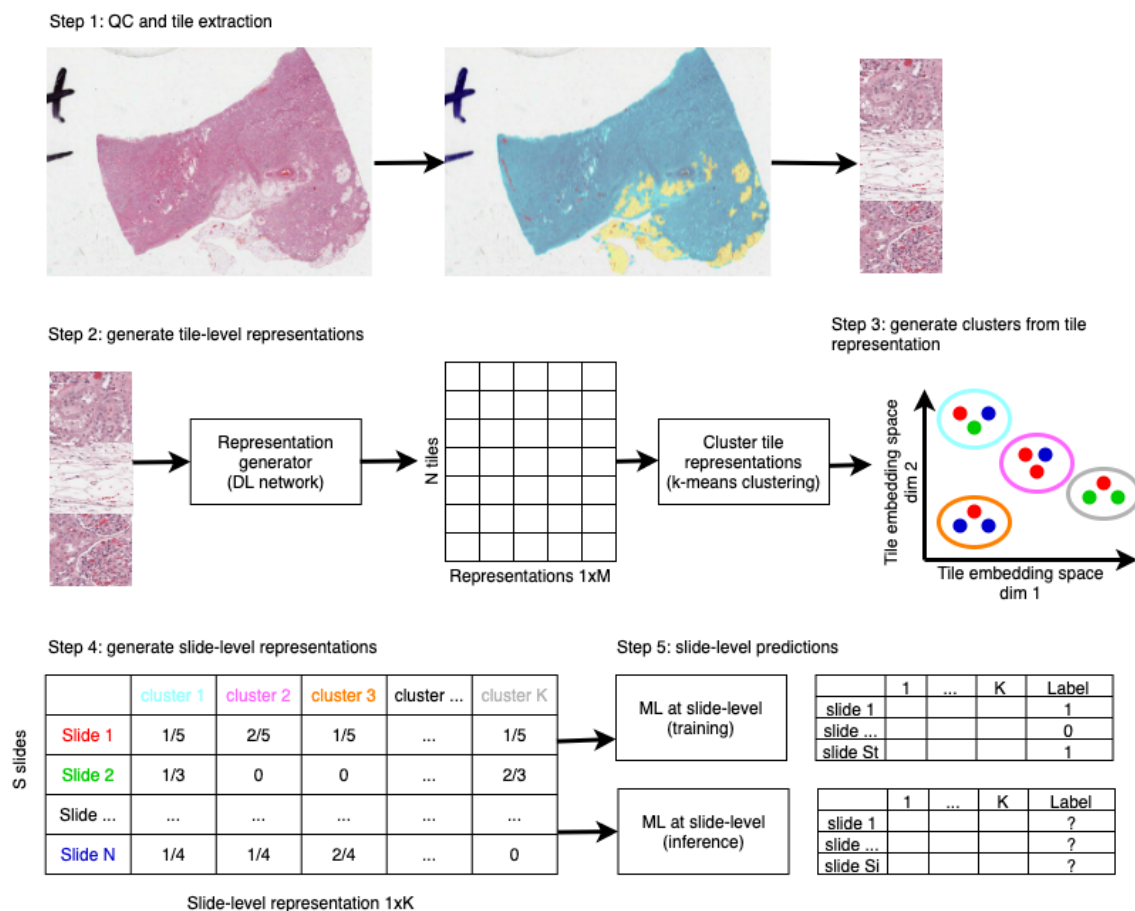 Step 1: QC and tile extraction
Step 2: generate tile-level representations
Step 3: generate clusters from tile
representation
Representation
generator
(DL network)
N tiles
Representations 1xM
Cluster tile
representations
(k-means clustering)
Tile embedding space
dim 2
Tile embedding space
dim 1
Step 4: generate slide-level representations
S slides
cluster 1 cluster 2 cluster 3 cluster ... cluster K
Slide 1 1/5 2/5 1/5 ... 1/5
Slide 2 1/3 0 0 ... 2/3
Slide ... ... ... ... ... ...
Slide N 1/4 1/4 2/4 ... 0
Slide-level representation 1xK
Step 5: slide-level predictions
ML at slide-level
(training)
1 ... K Label
slide 1 1
slide ... 0
slide St 1
ML at slide-level
(inference)
1 ... K Label
slide 1 ?
slide ... ?
slide Si ?